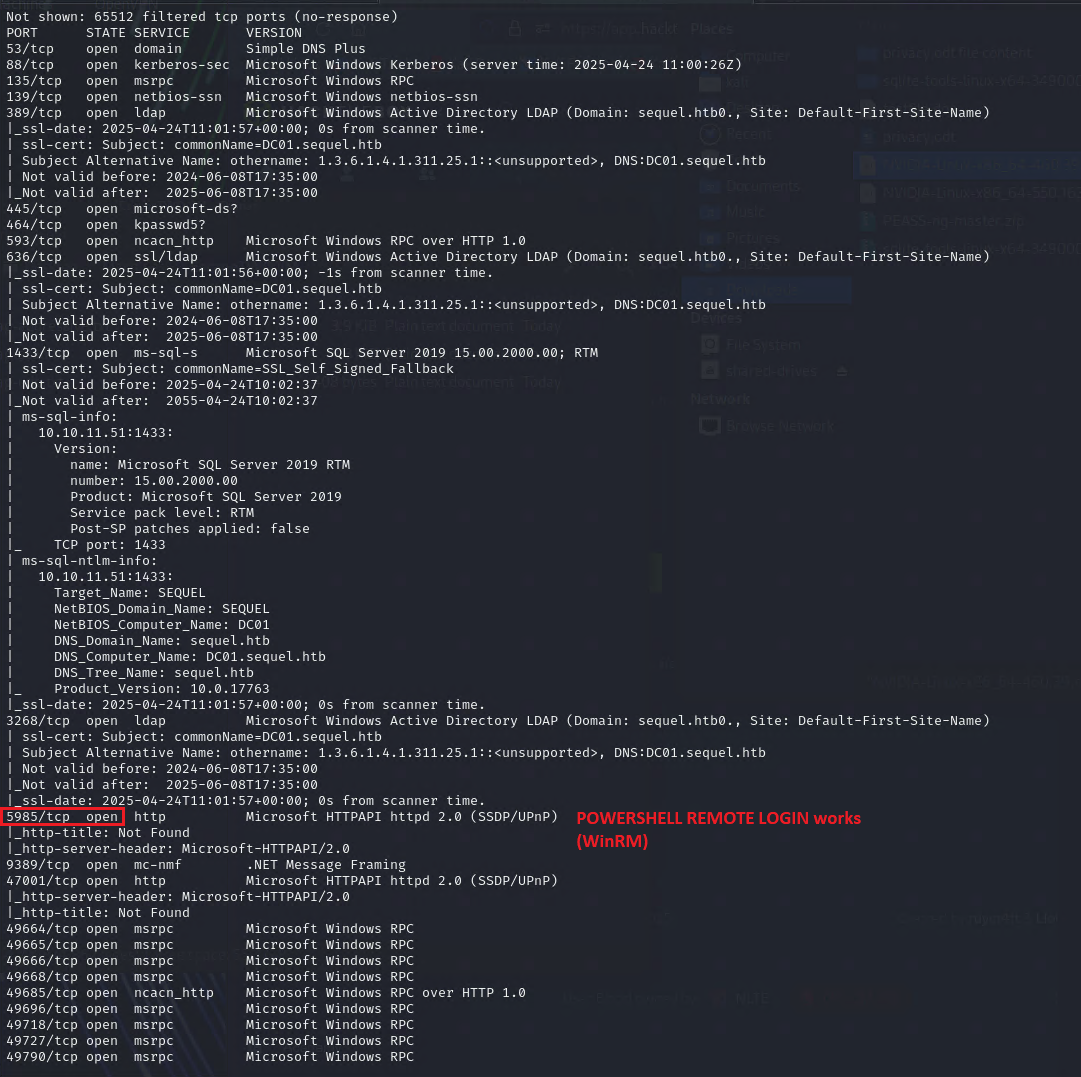 Not shown: 65512 filtered tcp ports (no-response)
PORT      STATE SERVICE       VERSION
53/tcp    open  domain        Simple DNS Plus
88/tcp    open  kerberos-sec  Microsoft Windows Kerberos (server time: 2025-04-24 11:00:26Z)
135/tcp   open  msrpc         Microsoft Windows RPC
139/tcp   open  netbios-ssn   Microsoft Windows netbios-ssn
389/tcp   open  ldap          Microsoft Windows Active Directory LDAP (Domain: sequel.htb0., Site: Default-First-Site-Name)
|_ssl-date: 2025-04-24T11:01:57+00:00; 0s from scanner time.
| ssl-cert: Subject: commonName=DC01.sequel.htb
| Subject Alternative Name: othername: 1.3.6.1.4.1.311.25.1::<unsupported>, DNS:DC01.sequel.htb
| Not valid before: 2024-06-08T17:35:00
|_Not valid after:  2025-06-08T17:35:00
445/tcp   open  microsoft-ds?
464/tcp   open  kpasswd5?
593/tcp   open  ncacn_http    Microsoft Windows RPC over HTTP 1.0
636/tcp   open  ssl/ldap      Microsoft Windows Active Directory LDAP (Domain: sequel.htb0., Site: Default-First-Site-Name)
|_ssl-date: 2025-04-24T11:01:56+00:00; -1s from scanner time.
| ssl-cert: Subject: commonName=DC01.sequel.htb
| Subject Alternative Name: othername: 1.3.6.1.4.1.311.25.1::<unsupported>, DNS:DC01.sequel.htb
| Not valid before: 2024-06-08T17:35:00
|_Not valid after:  2025-06-08T17:35:00
1433/tcp  open  ms-sql-s      Microsoft SQL Server 2019 15.00.2000.00; RTM
| ssl-cert: Subject: commonName=SSL_Self_Signed_Fallback
| Not valid before: 2025-04-24T10:02:37
|_Not valid after:  2055-04-24T10:02:37
| ms-sql-info:
|   10.10.11.51:1433:
|     Version:
|       name: Microsoft SQL Server 2019 RTM
|       number: 15.00.2000.00
|       Product: Microsoft SQL Server 2019
|       Service pack level: RTM
|       Post-SP patches applied: false
|_    TCP port: 1433
| ms-sql-ntlm-info:
|   10.10.11.51:1433:
|     Target_Name: SEQUEL
|     NetBIOS_Domain_Name: SEQUEL
|     NetBIOS_Computer_Name: DC01
|     DNS_Domain_Name: sequel.htb
|     DNS_Computer_Name: DC01.sequel.htb
|     DNS_Tree_Name: sequel.htb
|_    Product_Version: 10.0.17763
|_ssl-date: 2025-04-24T11:01:57+00:00; 0s from scanner time.
3268/tcp  open  ldap          Microsoft Windows Active Directory LDAP (Domain: sequel.htb0., Site: Default-First-Site-Name)
| ssl-cert: Subject: commonName=DC01.sequel.htb
| Subject Alternative Name: othername: 1.3.6.1.4.1.311.25.1::<unsupported>, DNS:DC01.sequel.htb
| Not valid before: 2024-06-08T17:35:00
|_Not valid after:  2025-06-08T17:35:00
|_ssl-date: 2025-04-24T11:01:57+00:00; 0s from scanner time.
5985/tcp  open  http          Microsoft HTTPAPI httpd 2.0 (SSDP/UPnP)
POWERSHELL REMOTE LOGIN works
(WinRM)
|_http-title: Not Found
|_http-server-header: Microsoft-HTTPAPI/2.0
9389/tcp  open  mc-nmf        .NET Message Framing
47001/tcp open  http          Microsoft HTTPAPI httpd 2.0 (SSDP/UPnP)
|_http-server-header: Microsoft-HTTPAPI/2.0
|_http-title: Not Found
49664/tcp open  msrpc         Microsoft Windows RPC
49665/tcp open  msrpc         Microsoft Windows RPC
49666/tcp open  msrpc         Microsoft Windows RPC
49668/tcp open  msrpc         Microsoft Windows RPC
49685/tcp open  ncacn_http    Microsoft Windows RPC over HTTP 1.0
49696/tcp open  msrpc         Microsoft Windows RPC
49718/tcp open  msrpc         Microsoft Windows RPC
49727/tcp open  msrpc         Microsoft Windows RPC
49790/tcp open  msrpc         Microsoft Windows RPC
Places
Computer
Recent
Documents
Music
Pictures
Devices
File System
shared-drives
Network
Browse Network
PEASS-ng-master.zip